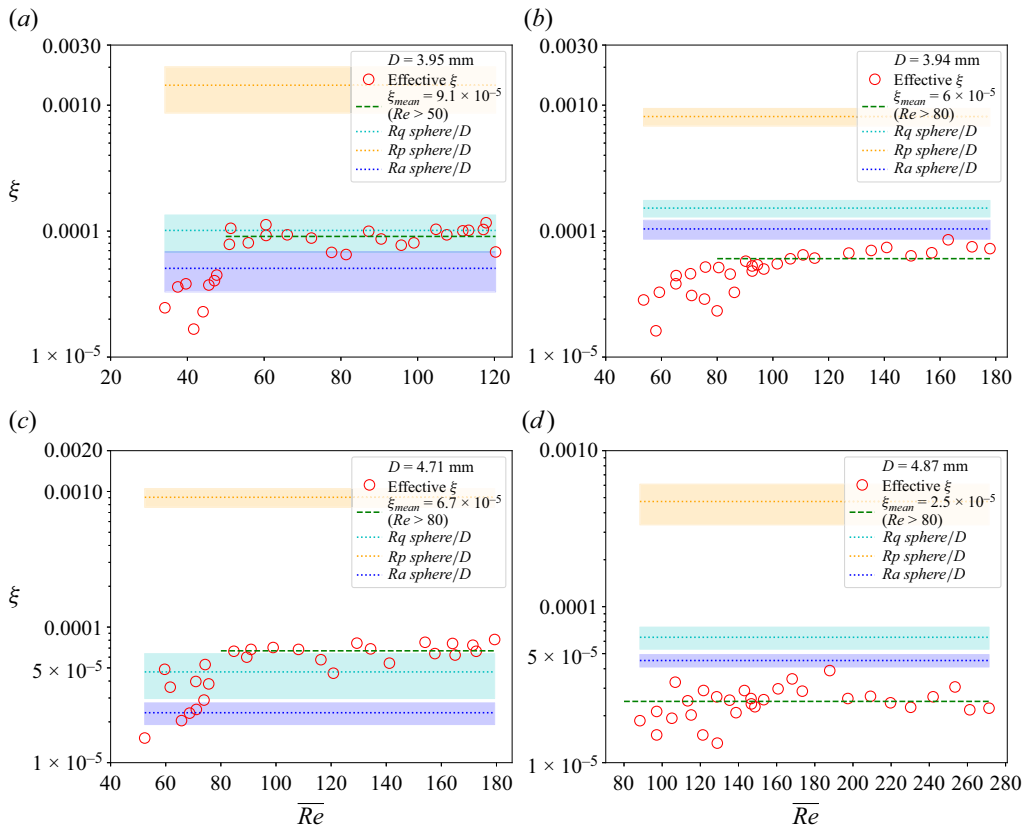 (a)
(b)
0.0030
0.0010
0.0001
1 × 10⁻⁵
ξ
D = 3.95 mm
Effective ξ
ξmean = 9.1 × 10⁻⁵
(Re > 50)
Rq sphere/D
Rp sphere/D
Ra sphere/D
20 40 60 80 100 120
0.0030
0.0010
0.0001
1 × 10⁻⁵
D = 3.94 mm
Effective ξ
ξmean = 6 × 10⁻⁵
(Re > 80)
Rq sphere/D
Rp sphere/D
Ra sphere/D
40 60 80 100 120 140 160 180
(c)
(d)
0.0020
0.0010
0.0001
5 × 10⁻⁵
1 × 10⁻⁵
ξ
D = 4.71 mm
Effective ξ
ξmean = 6.7 × 10⁻⁵
(Re > 80)
Rq sphere/D
Rp sphere/D
Ra sphere/D
40 60 80 100 120 140 160 180
R̅e̅
0.0010
0.0001
5 × 10⁻⁵
1 × 10⁻⁵
D = 4.87 mm
Effective ξ
ξmean = 2.5 × 10⁻⁵
(Re > 80)
Rq sphere/D
Rp sphere/D
Ra sphere/D
80 100 120 140 160 180 200 220 240 260 271
R̅e̅